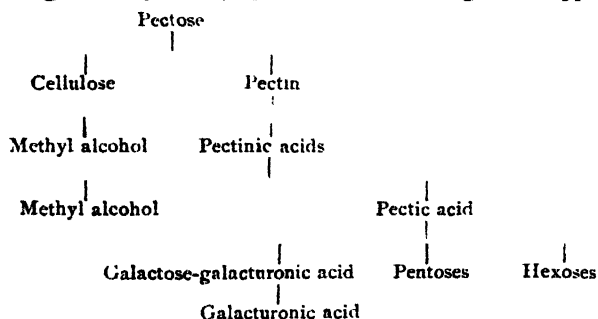 Pectose
Cellulose Pectin
Methyl alcohol Pectinic acids
Methyl alcohol Pectic acid
Galactose-galacturonic acid Pentoses Hexoses
Galacturonic acid